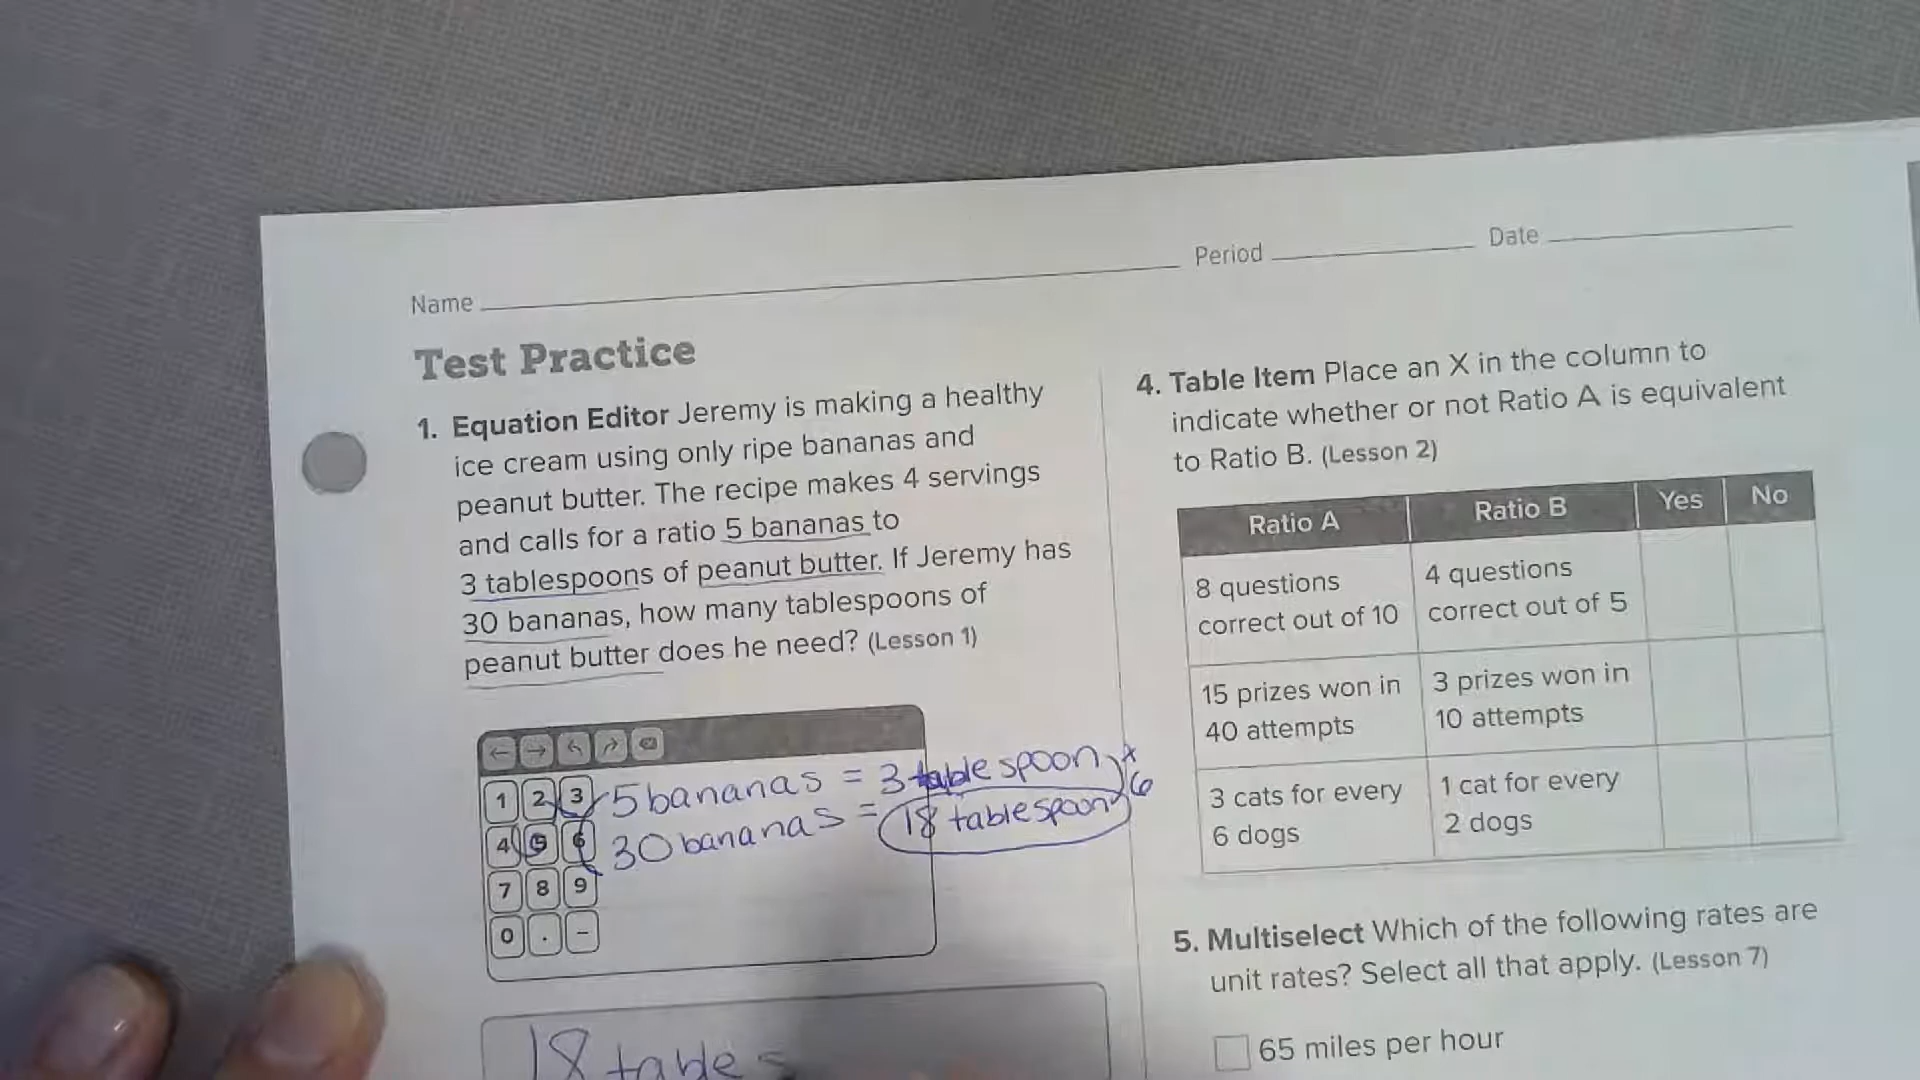 Name
Period
Date
Test Practice
1. Equation Editor Jeremy is making a healthy
ice cream using only ripe bananas and
peanut butter. The recipe makes 4 servings
and calls for a ratio 5 bananas to
3 tablespoons of peanut butter. If Jeremy has
30 bananas, how many tablespoons of
peanut butter does he need? (Lesson 1)
1 2 3
4 5 6
7 8 9
0 . −
5 bananas = 3 tablespoon
x6
30 bananas = 18 tablespoon
18 tables
4. Table Item Place an X in the column to
indicate whether or not Ratio A is equivalent
to Ratio B. (Lesson 2)
Ratio A Ratio B Yes No
8 questions
correct out of 10
4 questions
correct out of 5
15 prizes won in
40 attempts
3 prizes won in
10 attempts
3 cats for every
6 dogs
1 cat for every
2 dogs
5. Multiselect Which of the following rates are
unit rates? Select all that apply. (Lesson 7)
65 miles per hour